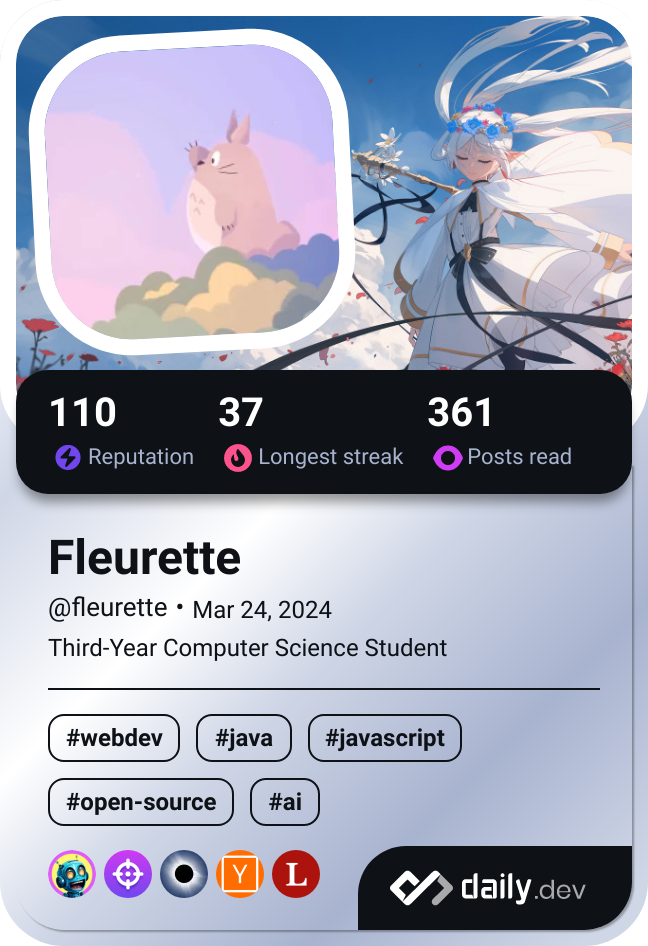 110 37 361
Reputation Longest streak Posts read
Fleurette
@fleurette • Mar 24, 2024
Third-Year Computer Science Student
#webdev #java #javascript
#open-source #ai
Y L
daily.dev